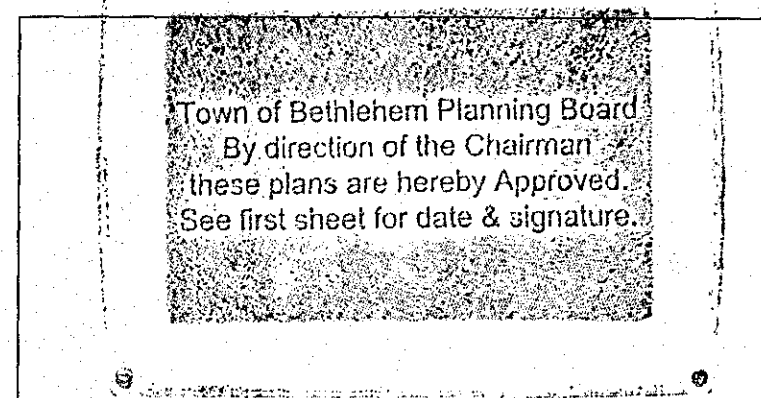 Town of Bethlehem Planning Board
By direction of the Chairman
these plans are hereby Approved.
See first sheet for date & signature.